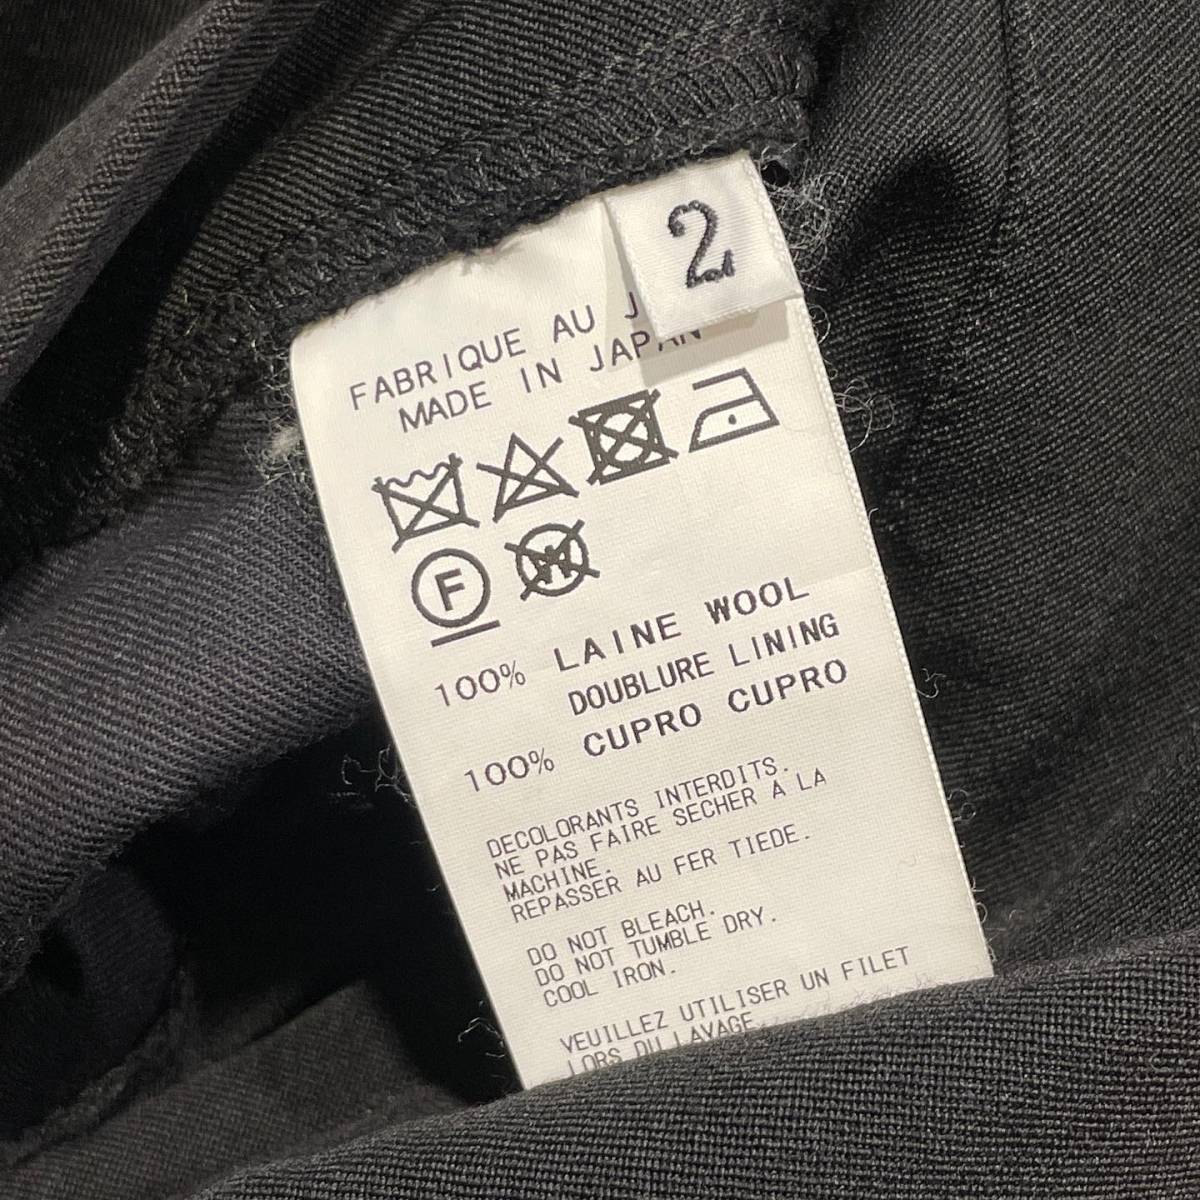 2
FABRIQUE AU
MADE IN JAPAN
F
W
100% LAINE WOOL
DOUBLURE LINING
100% CUPRO CUPRO
DECOLORANTS INTERDITS.
NE PAS FAIRE SECHER À LA
MACHINE.
REPASSER AU FER TIEDE.
DO NOT BLEACH.
DO NOT TUMBLE DRY.
COOL IRON.
VEUILLEZ UTILISER UN FILET
LORS DU LAVAGE.